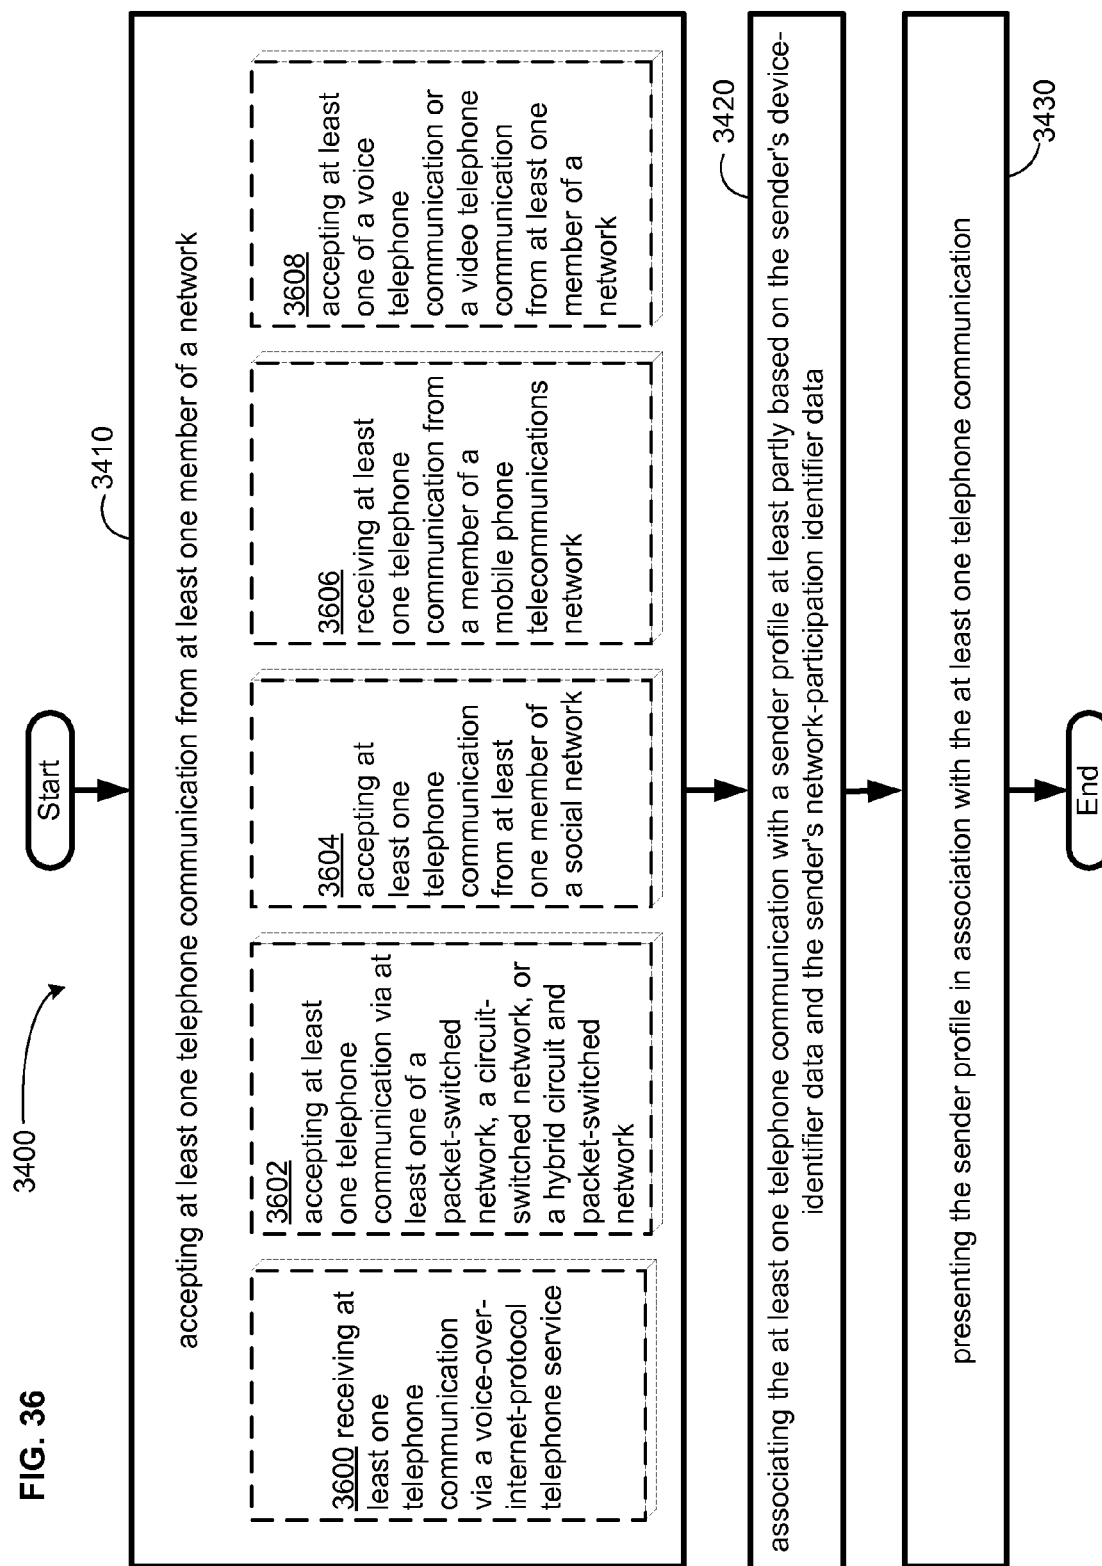 FIG. 36
3400
Start
3410
accepting at least one telephone communication from at least one member of a network
3600 receiving at
least one
telephone
communication
via a voice-over-
internet-protocol
telephone service
3602
accepting at least
one telephone
communication via at
least one of a
packet-switched
network, a circuit-
switched network, or
a hybrid circuit and
packet-switched
network
3604
accepting at
least one
telephone
communication
from at least
one member of
a social network
3606
receiving at least
one telephone
communication from
a member of a
mobile phone
telecommunications
network
3608
accepting at least
one of a voice
telephone
communication or
a video telephone
communication
from at least one
member of a
network
3420
associating the at least one telephone communication with a sender profile at least partly based on the sender's device-
identifier data and the sender's network-participation identifier data
3430
presenting the sender profile in association with the at least one telephone communication
End